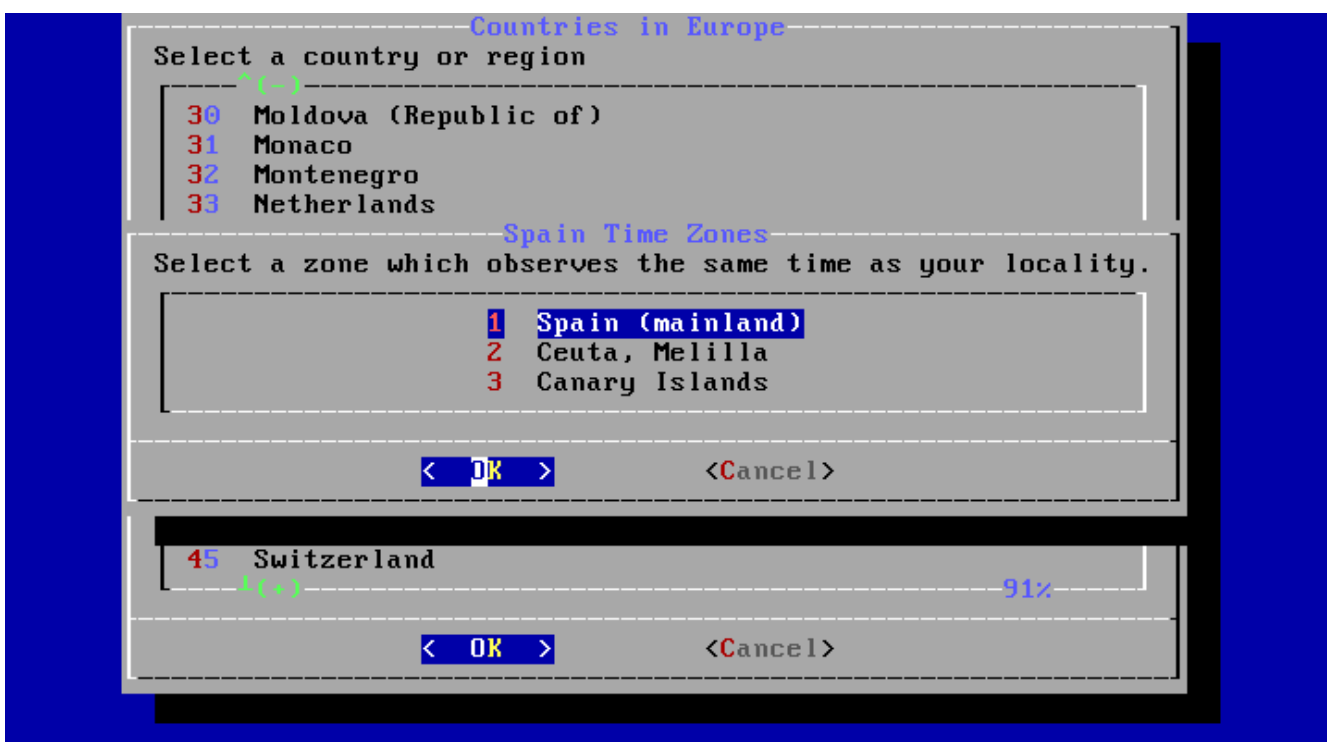 Countries in Europe
Select a country or region
^(-)
30 Moldova (Republic of)
31 Monaco
32 Montenegro
33 Netherlands
Spain Time Zones
Select a zone which observes the same time as your locality.
1 Spain (mainland)
2 Ceuta, Melilla
3 Canary Islands
< OK > <Cancel>
45 Switzerland
┴(+) 91%
< OK > <Cancel>